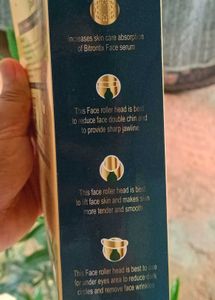 Increases skin care absorption
of Bitrontix Face serum
This Face roller head is best
to reduce face double chin and
to provide sharp jawline.
This face roller head is best
to lift face skin and makes skin
more tender and smooth
This Face roller head is best to use
for under eyes area to reduce dark
circles and remove face wrinkles